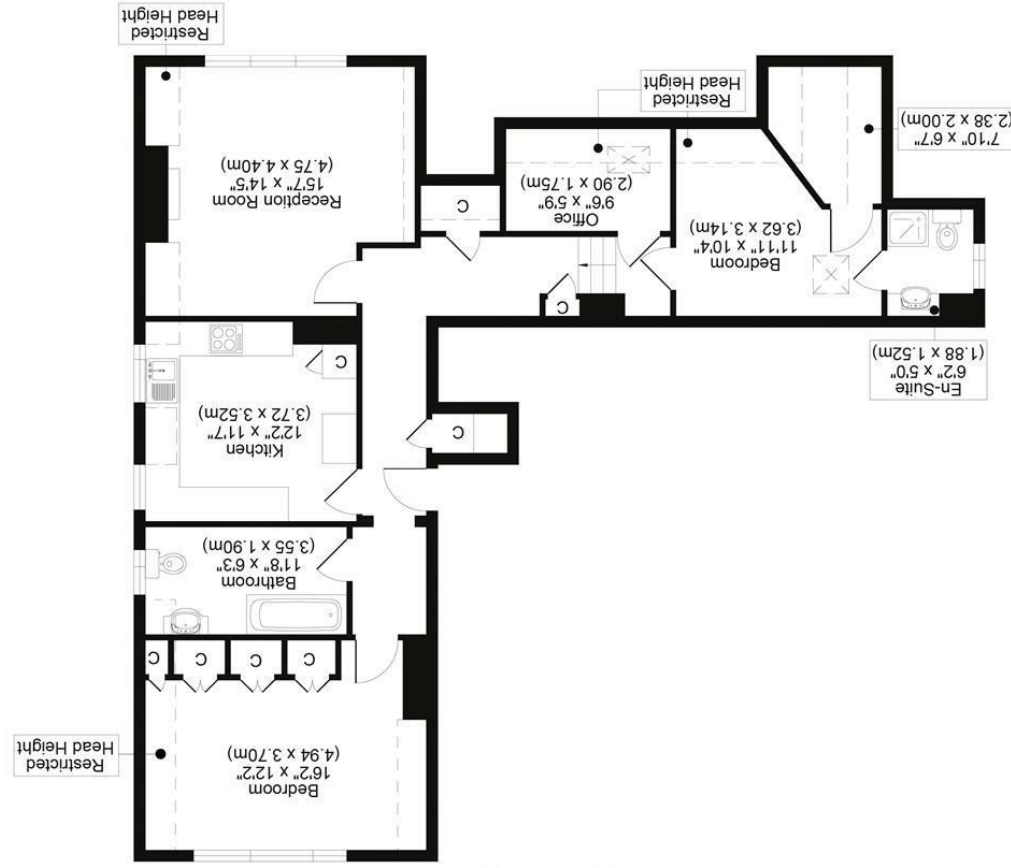 Bedroom
16'2" x 12'2"
(4.94 x 3.70m)
Restricted
Head Height
C
C
C
C
Bathroom
11'8" x 6'3"
(3.55 x 1.90m)
Kitchen
12'2" x 11'7"
(3.72 x 3.52m)
C
C
En-Suite
6'2" x 5'0"
(1.88 x 1.52m)
C
Bedroom
11'11" x 10'4"
(3.62 x 3.14m)
Office
9'6" x 5'9"
(2.90 x 1.75m)
C
Reception Room
15'7" x 14'5"
(4.75 x 4.40m)
7'10" x 6'7"
(2.38 x 2.00m)
Restricted
Head Height
Restricted
Head Height